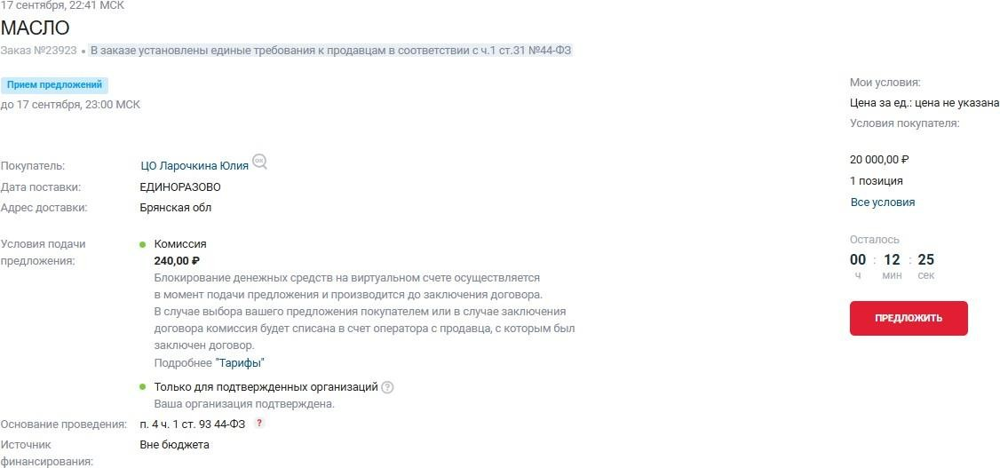 17 сентября, 22:41 МСК
МАСЛО
Заказ №23923 • В заказе установлены единые требования к продавцам в соответствии с ч.1 ст.31 №44-ФЗ
Прием предложений
до 17 сентября, 23:00 МСК
Покупатель: ЦО Ларочкина Юлия
Дата поставки: ЕДИНОРАЗОВО
Адрес доставки: Брянская обл
Условия подачи
предложения:
Комиссия
240,00 ₽
Блокирование денежных средств на виртуальном счете осуществляется
в момент подачи предложения и производится до заключения договора.
В случае выбора вашего предложения покупателем или в случае заключения
договора комиссия будет списана в счет оператора с продавца, с которым был
заключен договор.
Подробнее "Тарифы"
Только для подтвержденных организаций ?
Ваша организация подтверждена.
Основание проведения: п. 4 ч. 1 ст. 93 44-ФЗ ?
Источник
финансирования:
Вне бюджета
Мои условия:
Цена за ед.: цена не указана
Условия покупателя:
20 000,00 ₽
1 позиция
Все условия
Осталось
00 : 12 : 25
ч мин сек
ПРЕДЛОЖИТЬ